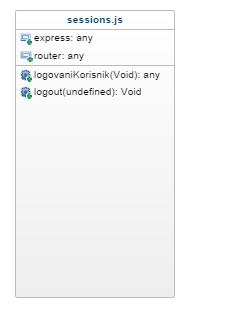 sessions.js
express: any
router: any
logovaniKorisnik(Void): any
logout(undefined): Void